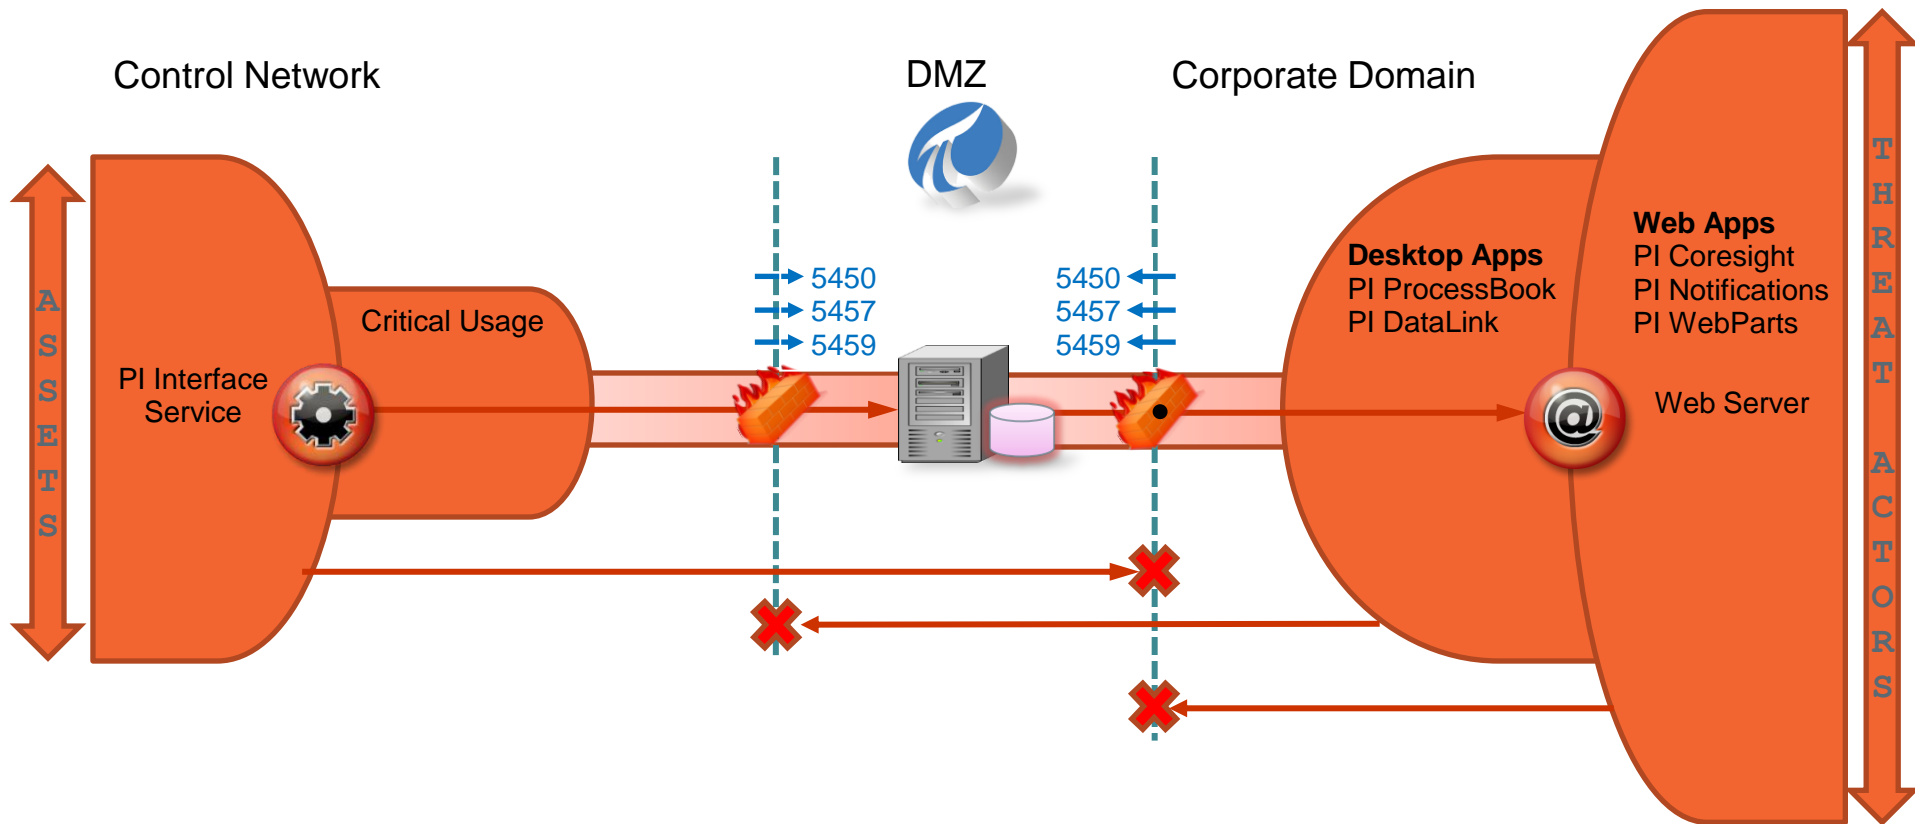 Control Network
DMZ
Corporate Domain
ASSETS
PI Interface
Service
Critical Usage
5450
5457
5459
5450
5457
5459
Desktop Apps
PI ProcessBook
PI DataLink
Web Apps
PI Coresight
PI Notifications
PI WebParts
@
Web Server
THREAT ACTORS